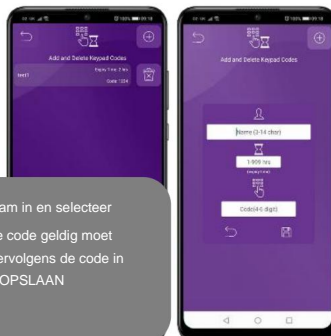 Add and Delete Keypad Codes
test1
Expiry Time 2 hrs
Code 1234
am in en selecteer
e code geldig moet
ervolgens de code in
OPSLAAN
Add and Delete Keypad Codes
Name (3-14 char)
1-999 hrs
(expiry time)
Code(4-6 digit)